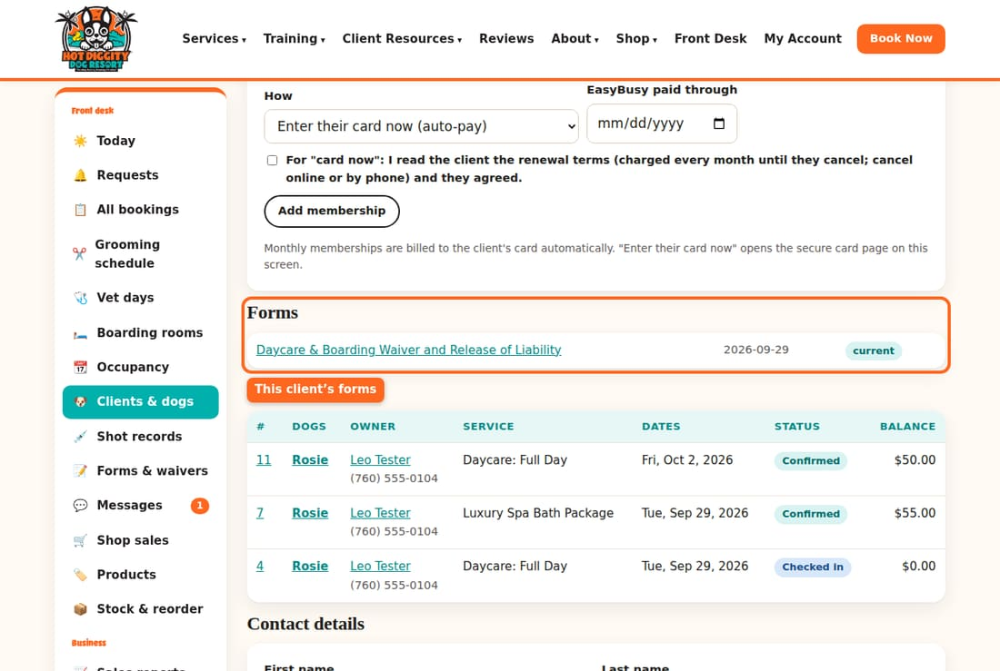 HOT DIGGITY
DOG RESORT
Services ▾ Training ▾ Client Resources ▾ Reviews About ▾ Shop ▾ Front Desk My Account Book Now
Front desk
Today
Requests
All bookings
Grooming
schedule
Vet days
Boarding rooms
Occupancy
Clients & dogs
Shot records
Forms & waivers
Messages 1
Shop sales
Products
Stock & reorder
Business
How
EasyBusy paid through
Enter their card now (auto-pay)
mm/dd/yyyy
For "card now": I read the client the renewal terms (charged every month until they cancel; cancel
online or by phone) and they agreed.
Add membership
Monthly memberships are billed to the client's card automatically. "Enter their card now" opens the secure card page on this
screen.
Forms
Daycare & Boarding Waiver and Release of Liability 2026-09-29 current
This client's forms
# DOGS OWNER SERVICE DATES STATUS BALANCE
11 Rosie Leo Tester Daycare: Full Day Fri, Oct 2, 2026 Confirmed $50.00
(760) 555-0104
7 Rosie Leo Tester Luxury Spa Bath Package Tue, Sep 29, 2026 Confirmed $55.00
(760) 555-0104
4 Rosie Leo Tester Daycare: Full Day Tue, Sep 29, 2026 Checked in $0.00
(760) 555-0104
Contact details
First name Last name